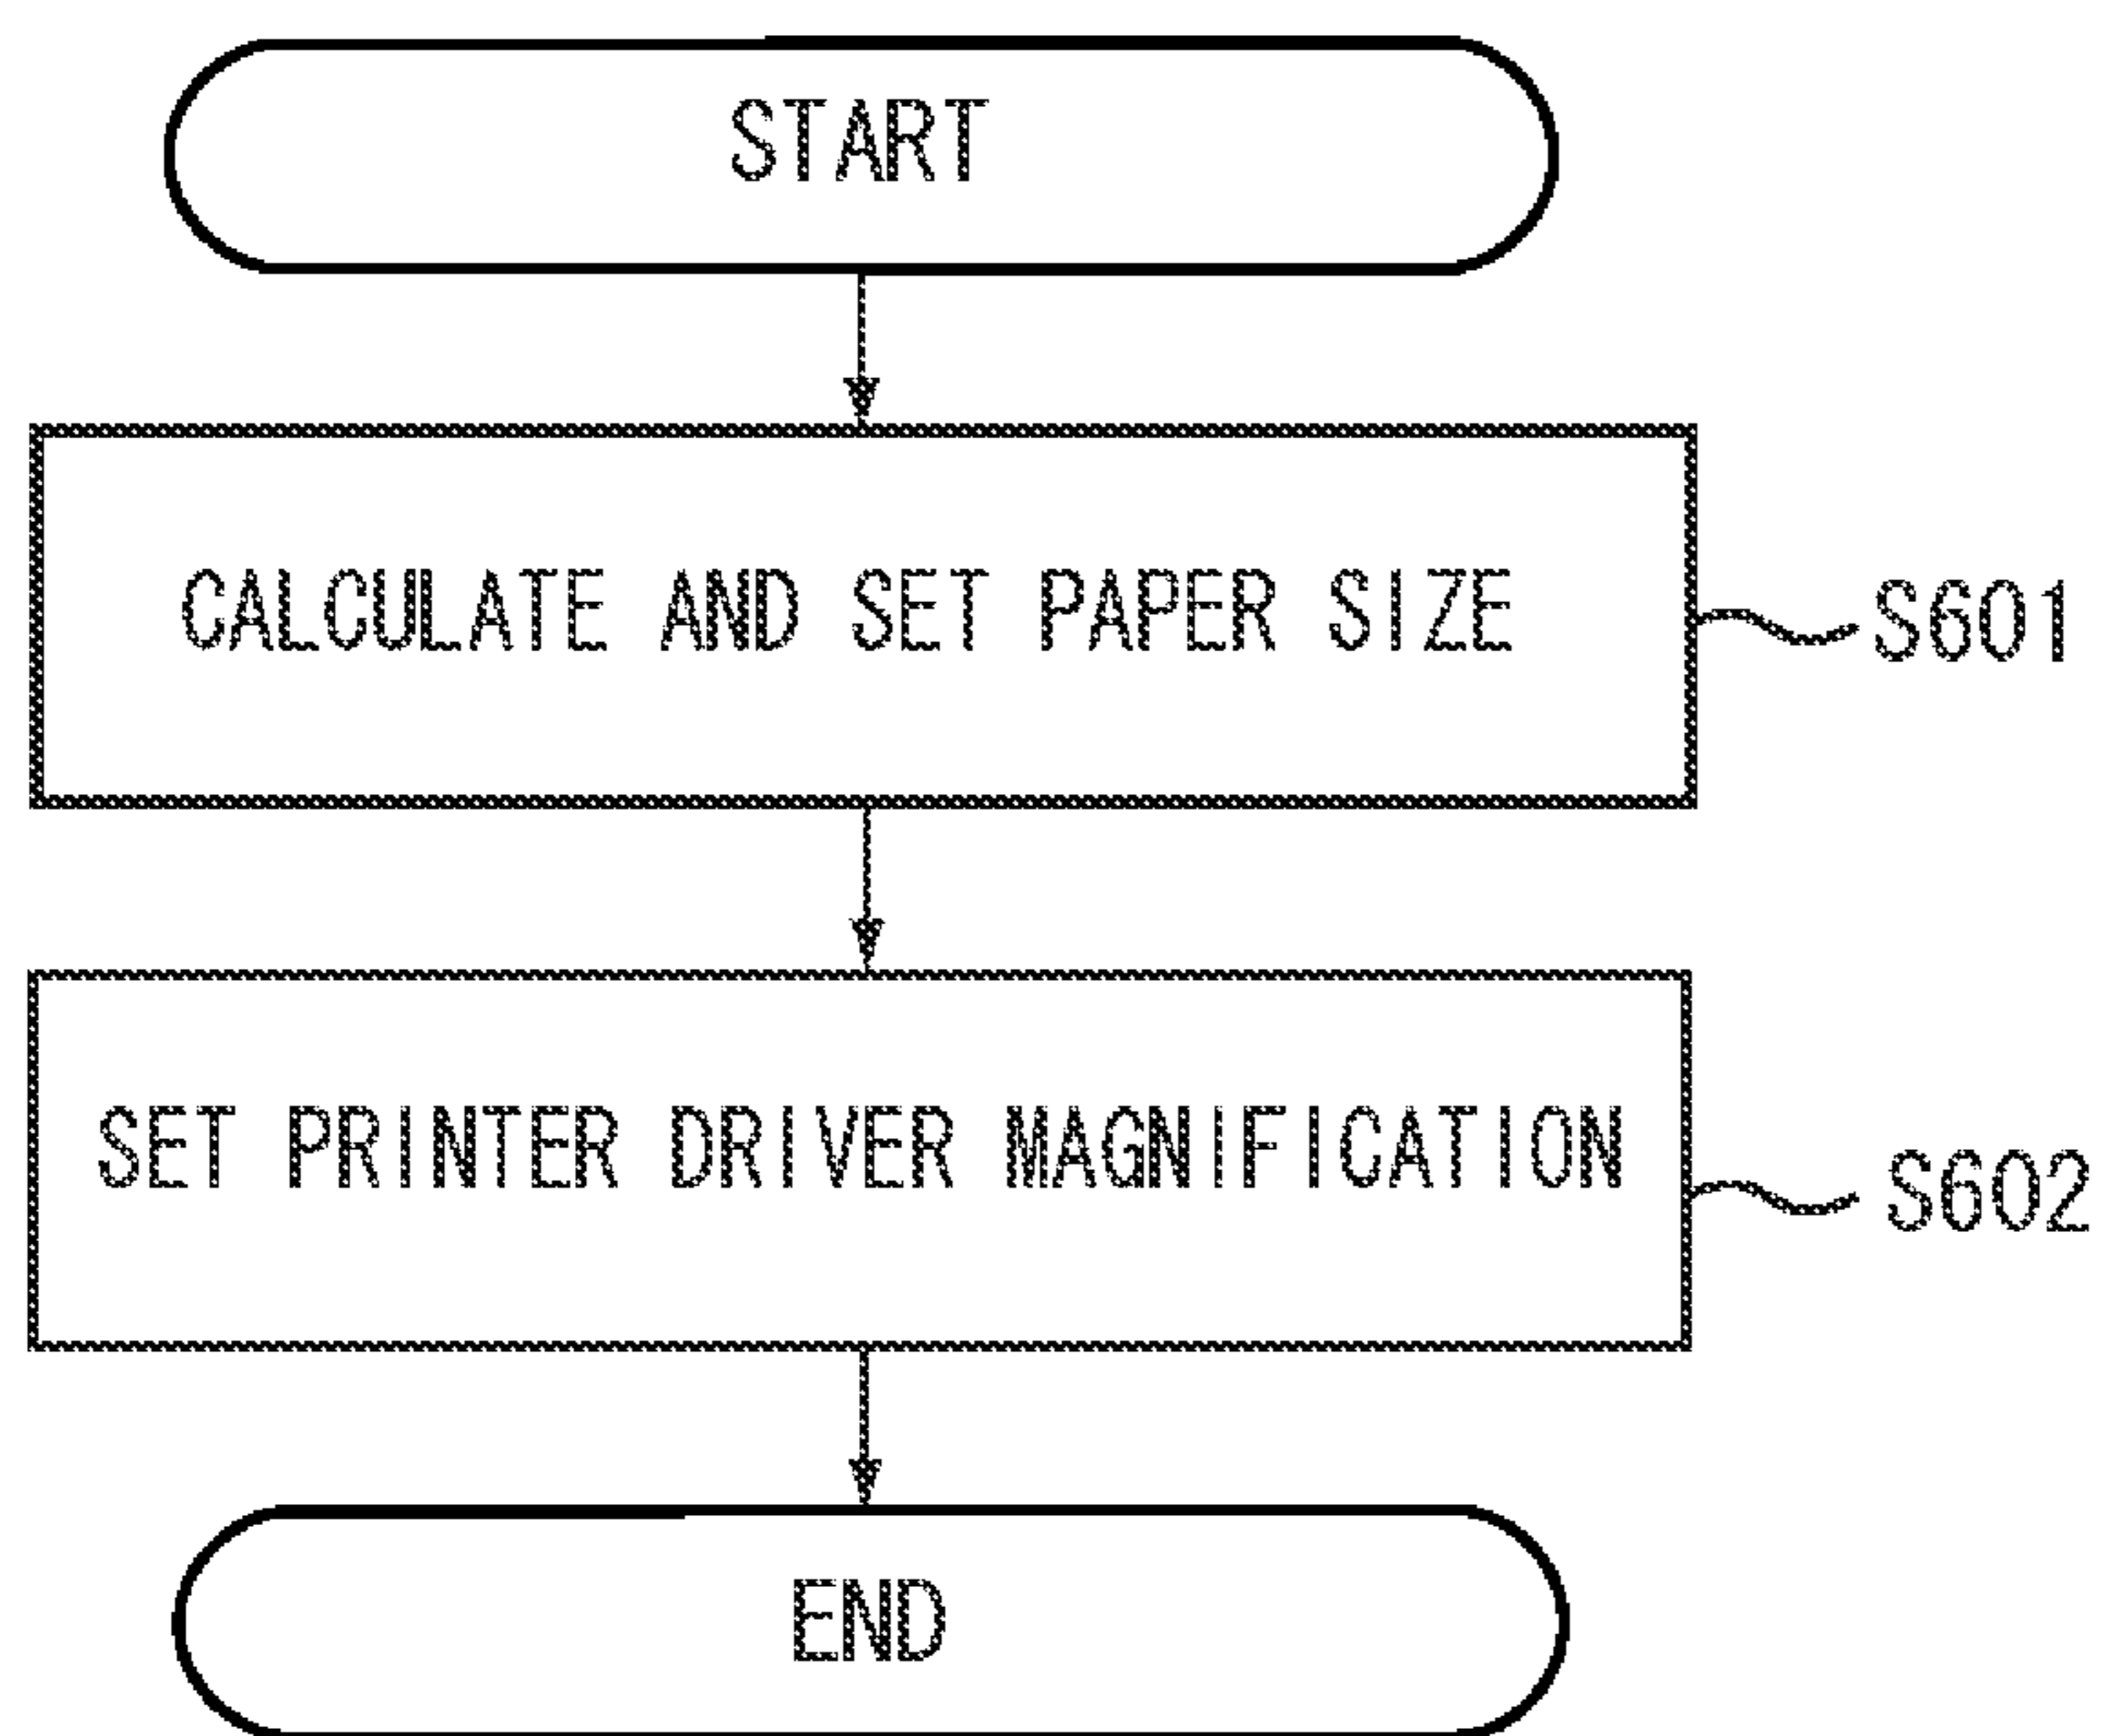 START
CALCULATE AND SET PAPER SIZE
S601
SET PRINTER DRIVER MAGNIFICATION
S602
END